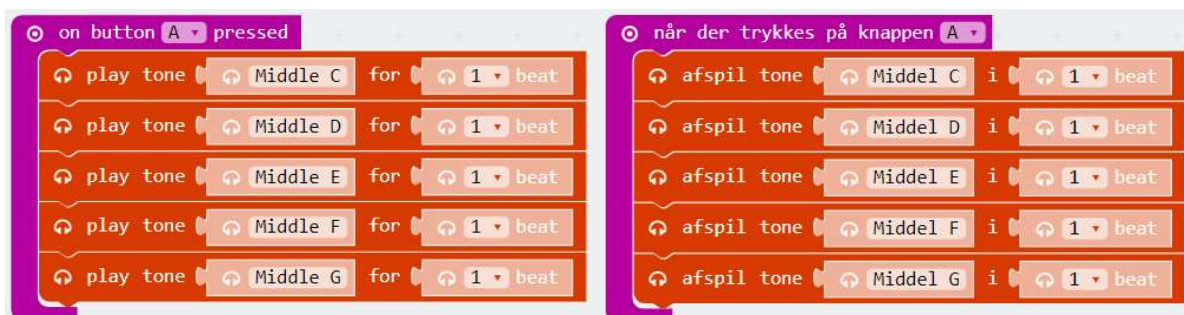 on button A pressed
play tone Middle C for 1 beat
play tone Middle D for 1 beat
play tone Middle E for 1 beat
play tone Middle F for 1 beat
play tone Middle G for 1 beat
når der trykkes på knappen A
afspil tone Middel C i 1 beat
afspil tone Middel D i 1 beat
afspil tone Middel E i 1 beat
afspil tone Middel F i 1 beat
afspil tone Middel G i 1 beat